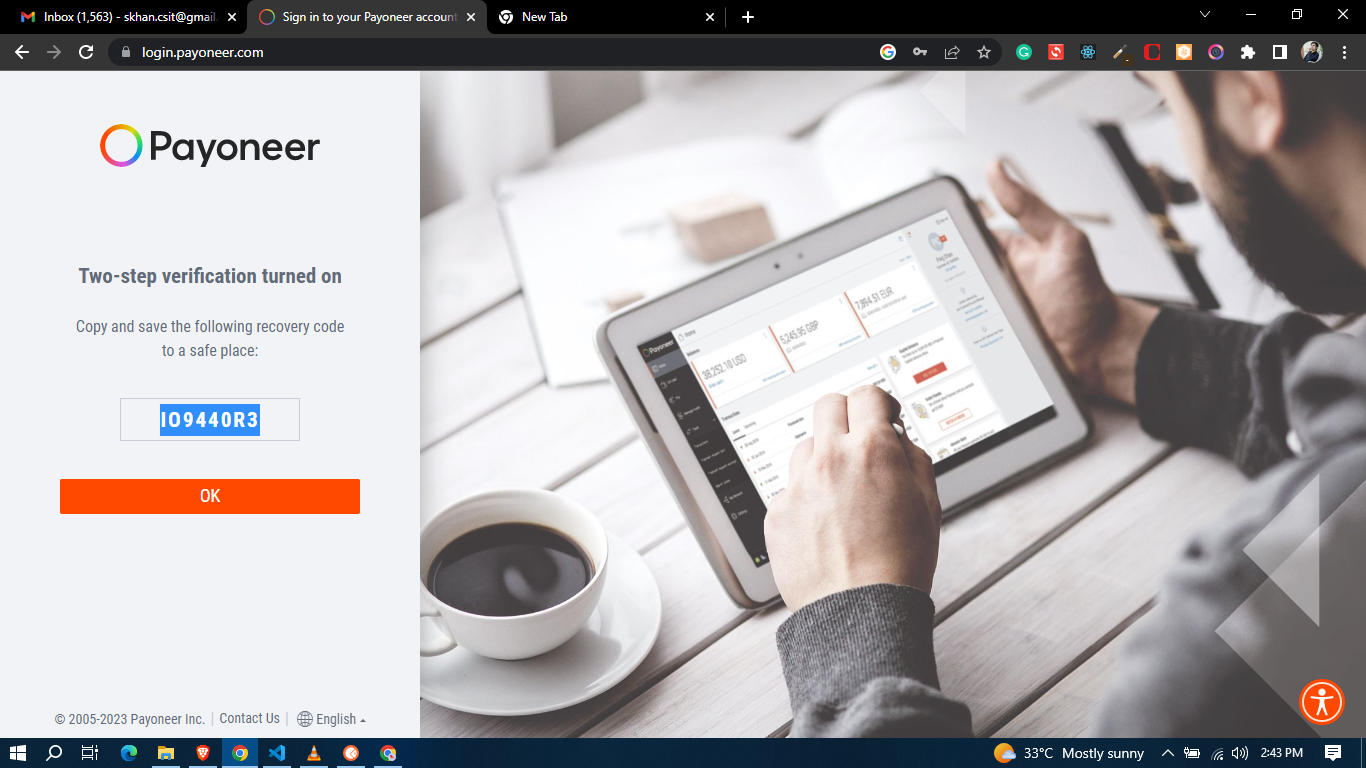 Inbox (1,563) - skhan.csit@gmail.
Sign in to your Payoneer account
New Tab
login.payoneer.com
Payoneer
Two-step verification turned on
Copy and save the following recovery code
to a safe place:
IO9440R3
OK
© 2005-2023 Payoneer Inc. | Contact Us | English
Payoneer
38,252.10 USD
5,245.95 GBP
7,894.51 EUR
33°C Mostly sunny
2:43 PM